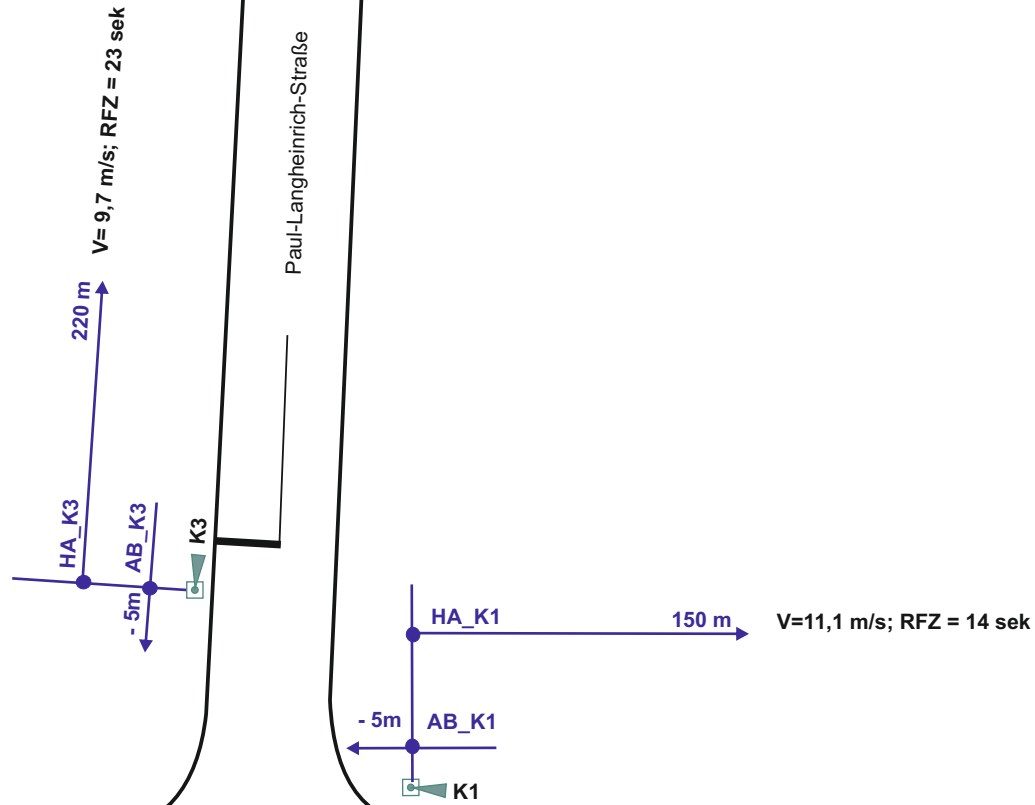 V= 9,7 m/s; RFZ = 23 sek
Paul-Langheinrich-Straße
220 m
HA_K3
AB_K3
K3
- 5m
HA_K1
150 m
V=11,1 m/s; RFZ = 14 sek
- 5m
AB_K1
K1